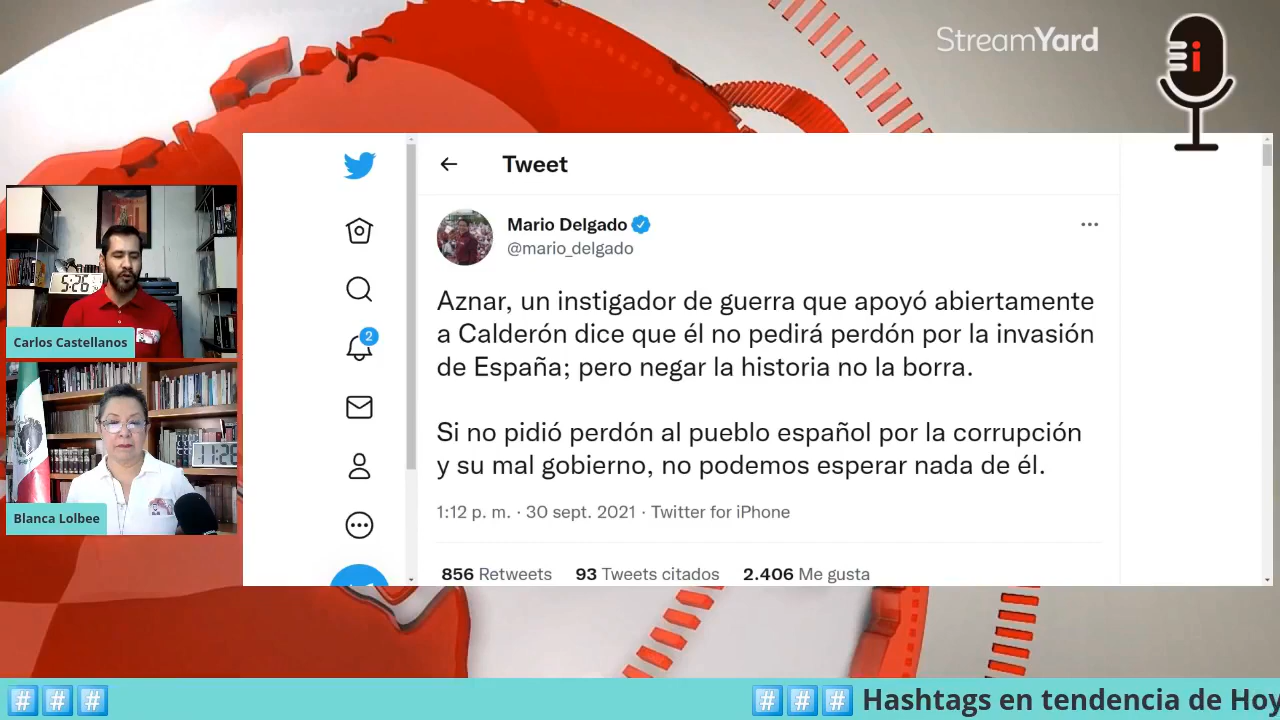 StreamYard
i
Tweet
Mario Delgado
@mario_delgado
Aznar, un instigador de guerra que apoyó abiertamente
a Calderón dice que él no pedirá perdón por la invasión
de España; pero negar la historia no la borra.
Si no pidió perdón al pueblo español por la corrupción
y su mal gobierno, no podemos esperar nada de él.
1:12 p. m. · 30 sept. 2021 · Twitter for iPhone
856 Retweets 93 Tweets citados 2.406 Me gusta
2
5:26
Carlos Castellanos
Blanca Lolbee
# # # # # # Hashtags en tendencia de Hoy